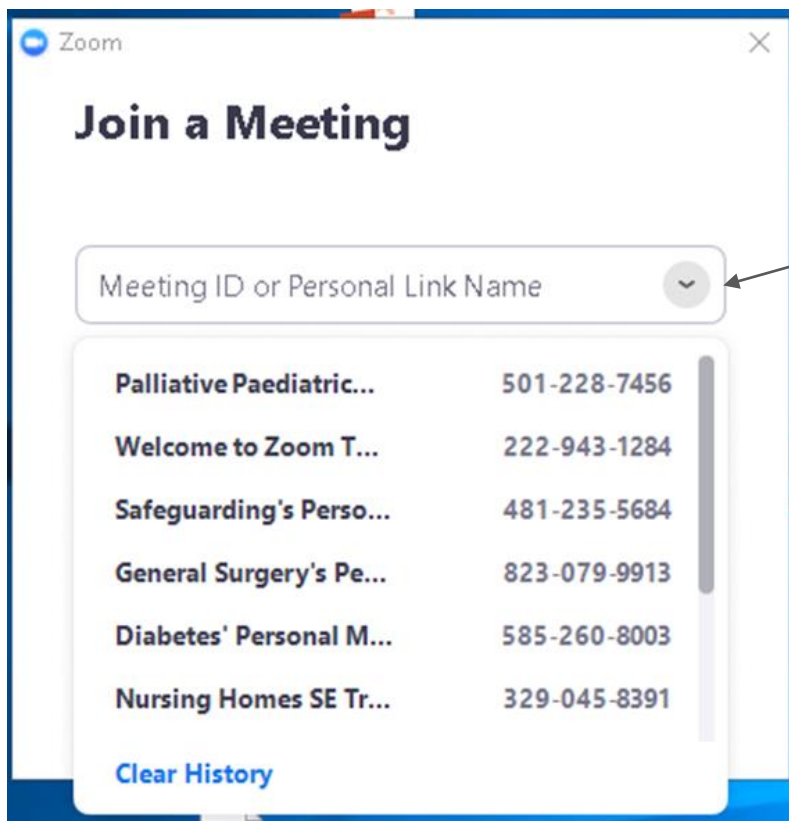 Zoom
Join a Meeting
Meeting ID or Personal Link Name
Palliative Paediatric... 501-228-7456
Welcome to Zoom T... 222-943-1284
Safeguarding's Perso... 481-235-5684
General Surgery's Pe... 823-079-9913
Diabetes' Personal M... 585-260-8003
Nursing Homes SE Tr... 329-045-8391
Clear History